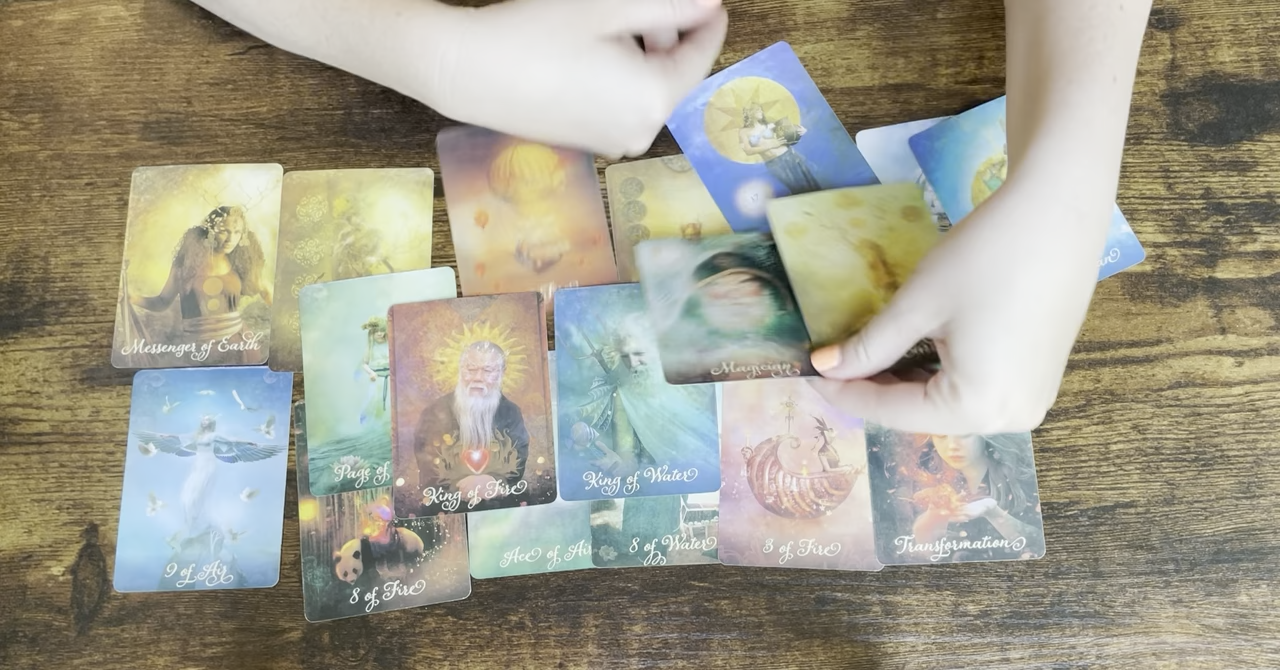 Messenger of Earth
Magician
Page of
King of Fire
King of Water
9 of Air
8 of Fire
Ace of Air
8 of Water
3 of Fire
Transformation